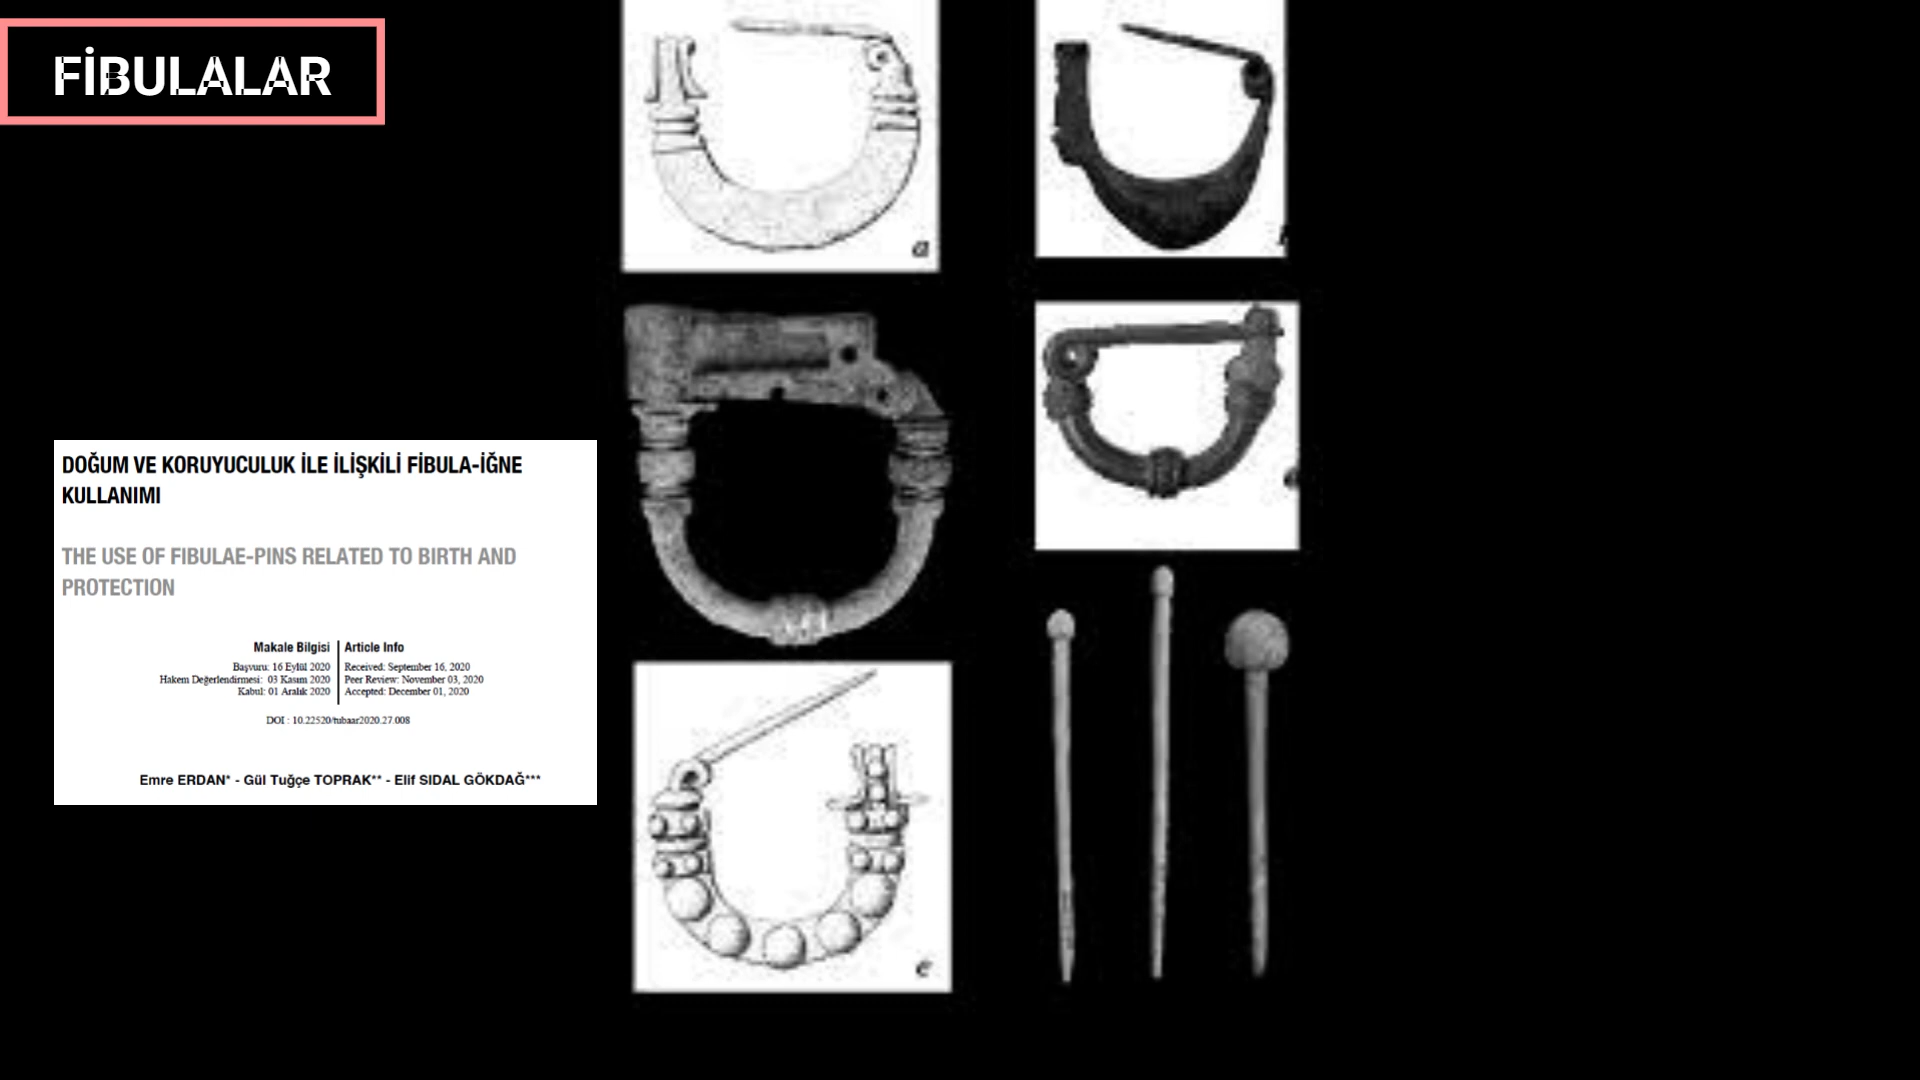 FİBULALAR
DOĞUM VE KORUYUCULUK İLE İLİŞKİLİ FİBULA-İĞNE
KULLANIMI
THE USE OF FIBULAE-PINS RELATED TO BIRTH AND
PROTECTION
Makale Bilgisi | Article Info
Başvuru: 16 Eylül 2020 | Received: September 16, 2020
Hakem Değerlendirmesi: 03 Kasım 2020 | Peer Review: November 03, 2020
Kabul: 01 Aralık 2020 | Accepted: December 01, 2020
DOI : 10.22520/tubaar2020.27.008
Emre ERDAN* - Gül Tuğçe TOPRAK** - Elif SIDAL GÖKDAĞ***
a
e